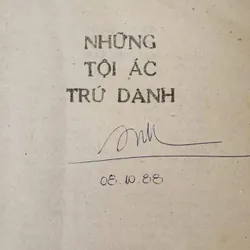 NHỮNG
TỘI ÁC
TRỨ DANH
08.10.88